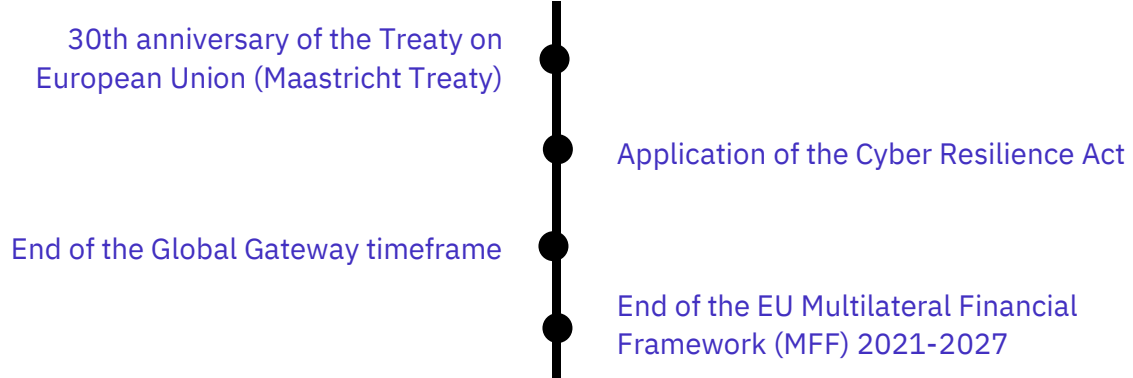 30th anniversary of the Treaty on
European Union (Maastricht Treaty)
Application of the Cyber Resilience Act
End of the Global Gateway timeframe
End of the EU Multilateral Financial
Framework (MFF) 2021-2027